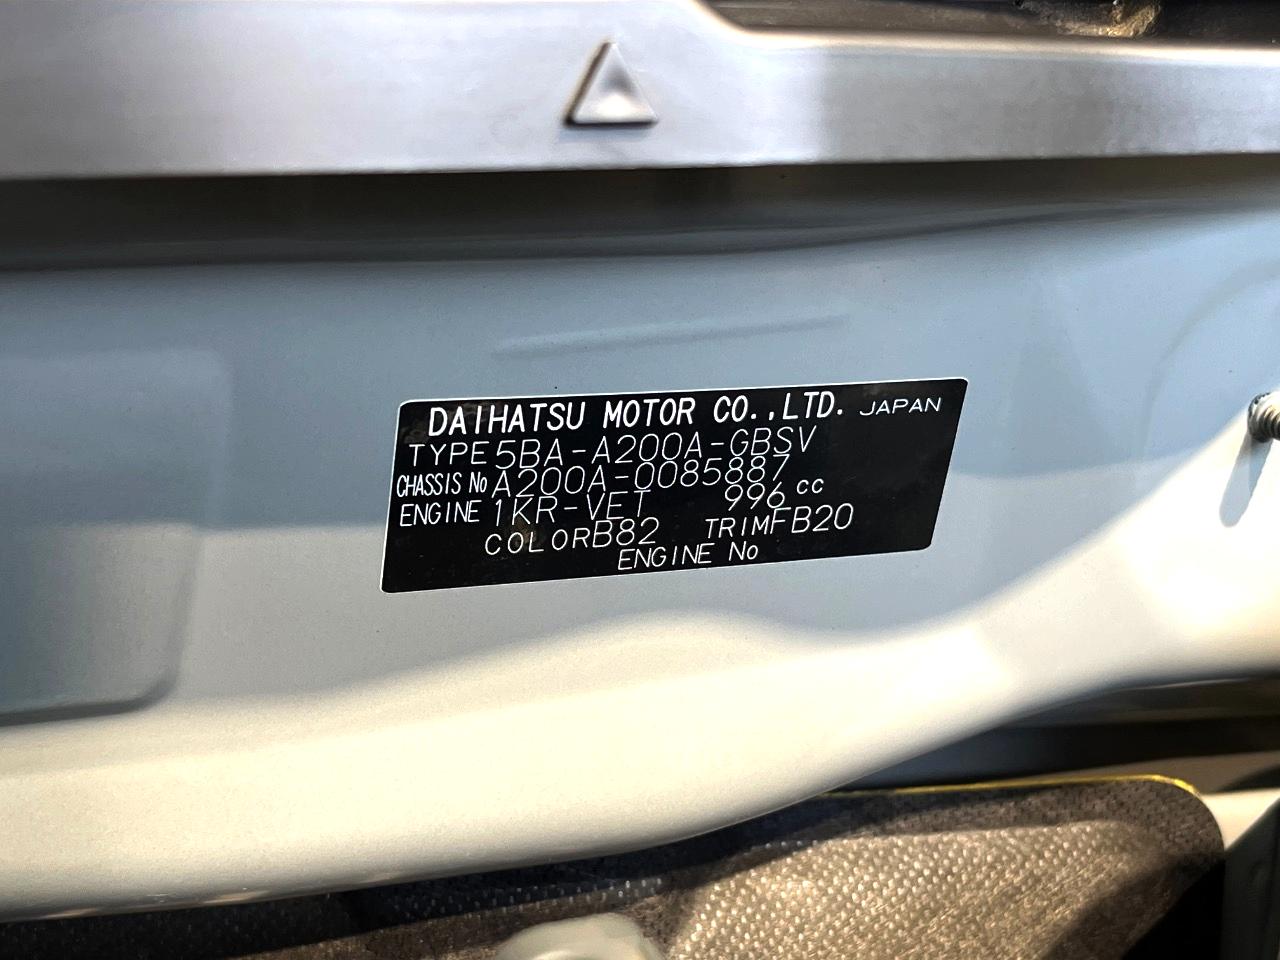 DAIHATSU MOTOR CO.,LTD. JAPAN
TYPE 5BA-A200A-GBSV
CHASSIS No A200A-0085887
ENGINE 1KR-VET 996 cc
COLOR B82 TRIM FB20
ENGINE No